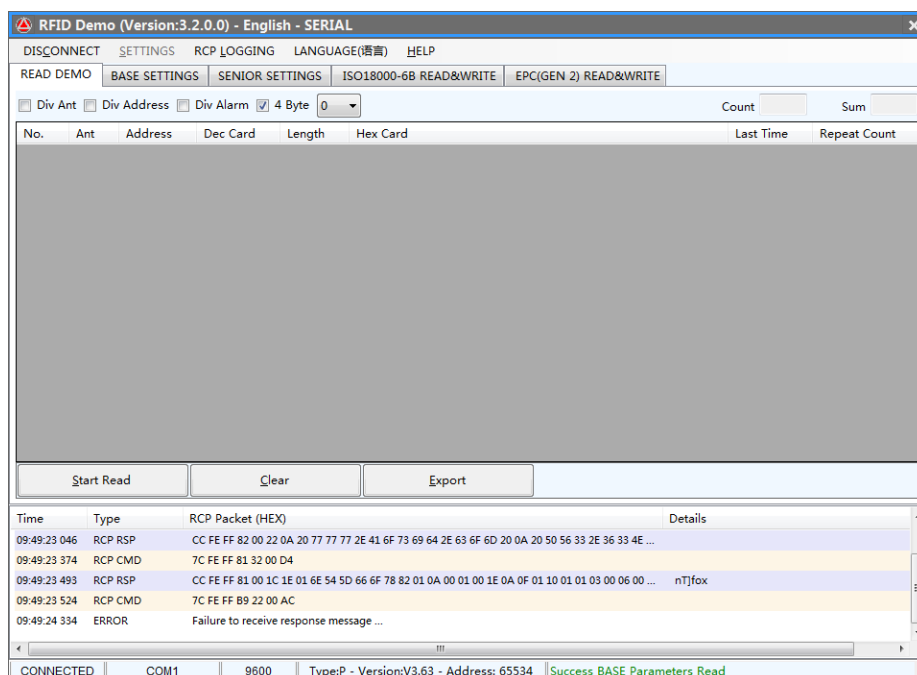 RFID Demo (Version:3.2.0.0) - English - SERIAL
DISCONNECT SETTINGS RCP LOGGING LANGUAGE(语言) HELP
READ DEMO BASE SETTINGS SENIOR SETTINGS ISO18000-6B READ&WRITE EPC(GEN 2) READ&WRITE
Div Ant Div Address Div Alarm 4 Byte 0 Count Sum
No. Ant Address Dec Card Length Hex Card Last Time Repeat Count
Start Read Clear Export
Time Type RCP Packet (HEX) Details
09:49:23 046 RCP RSP CC FE FF 82 00 22 0A 20 77 77 77 2E 41 6F 73 69 64 2E 63 6F 6D 20 0A 20 50 56 33 2E 36 33 4E ...
09:49:23 374 RCP CMD 7C FE FF 81 32 00 D4
09:49:23 493 RCP RSP CC FE FF 81 00 1C 1E 01 6E 54 5D 66 6F 78 82 01 0A 00 01 00 1E 0A 0F 01 10 01 01 03 00 06 00 ... nT]fox
09:49:23 524 RCP CMD 7C FE FF B9 22 00 AC
09:49:24 334 ERROR Failure to receive response message ...
CONNECTED COM1 9600 Type:P - Version:V3.63 - Address: 65534 Success BASE Parameters Read